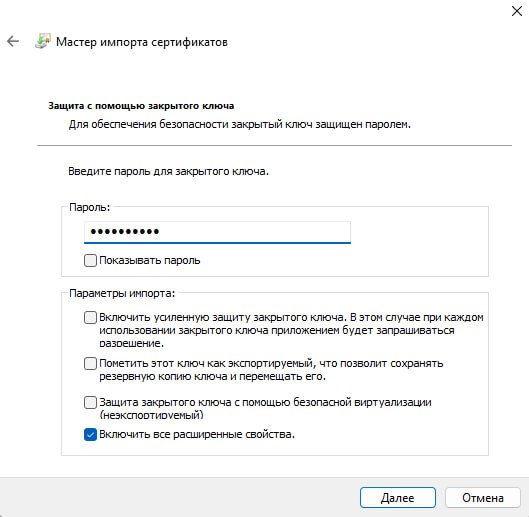 Мастер импорта сертификатов
Защита с помощью закрытого ключа
Для обеспечения безопасности закрытый ключ защищен паролем.
Введите пароль для закрытого ключа.
Пароль:
••••••••••
Показывать пароль
Параметры импорта:
Включить усиленную защиту закрытого ключа. В этом случае при каждом
использовании закрытого ключа приложением будет запрашиваться
разрешение.
Пометить этот ключ как экспортируемый, что позволит сохранять
резервную копию ключа и перемещать его.
Защита закрытого ключа с помощью безопасной виртуализации
(неэкспортируемый)
Включить все расширенные свойства.
Далее
Отмена